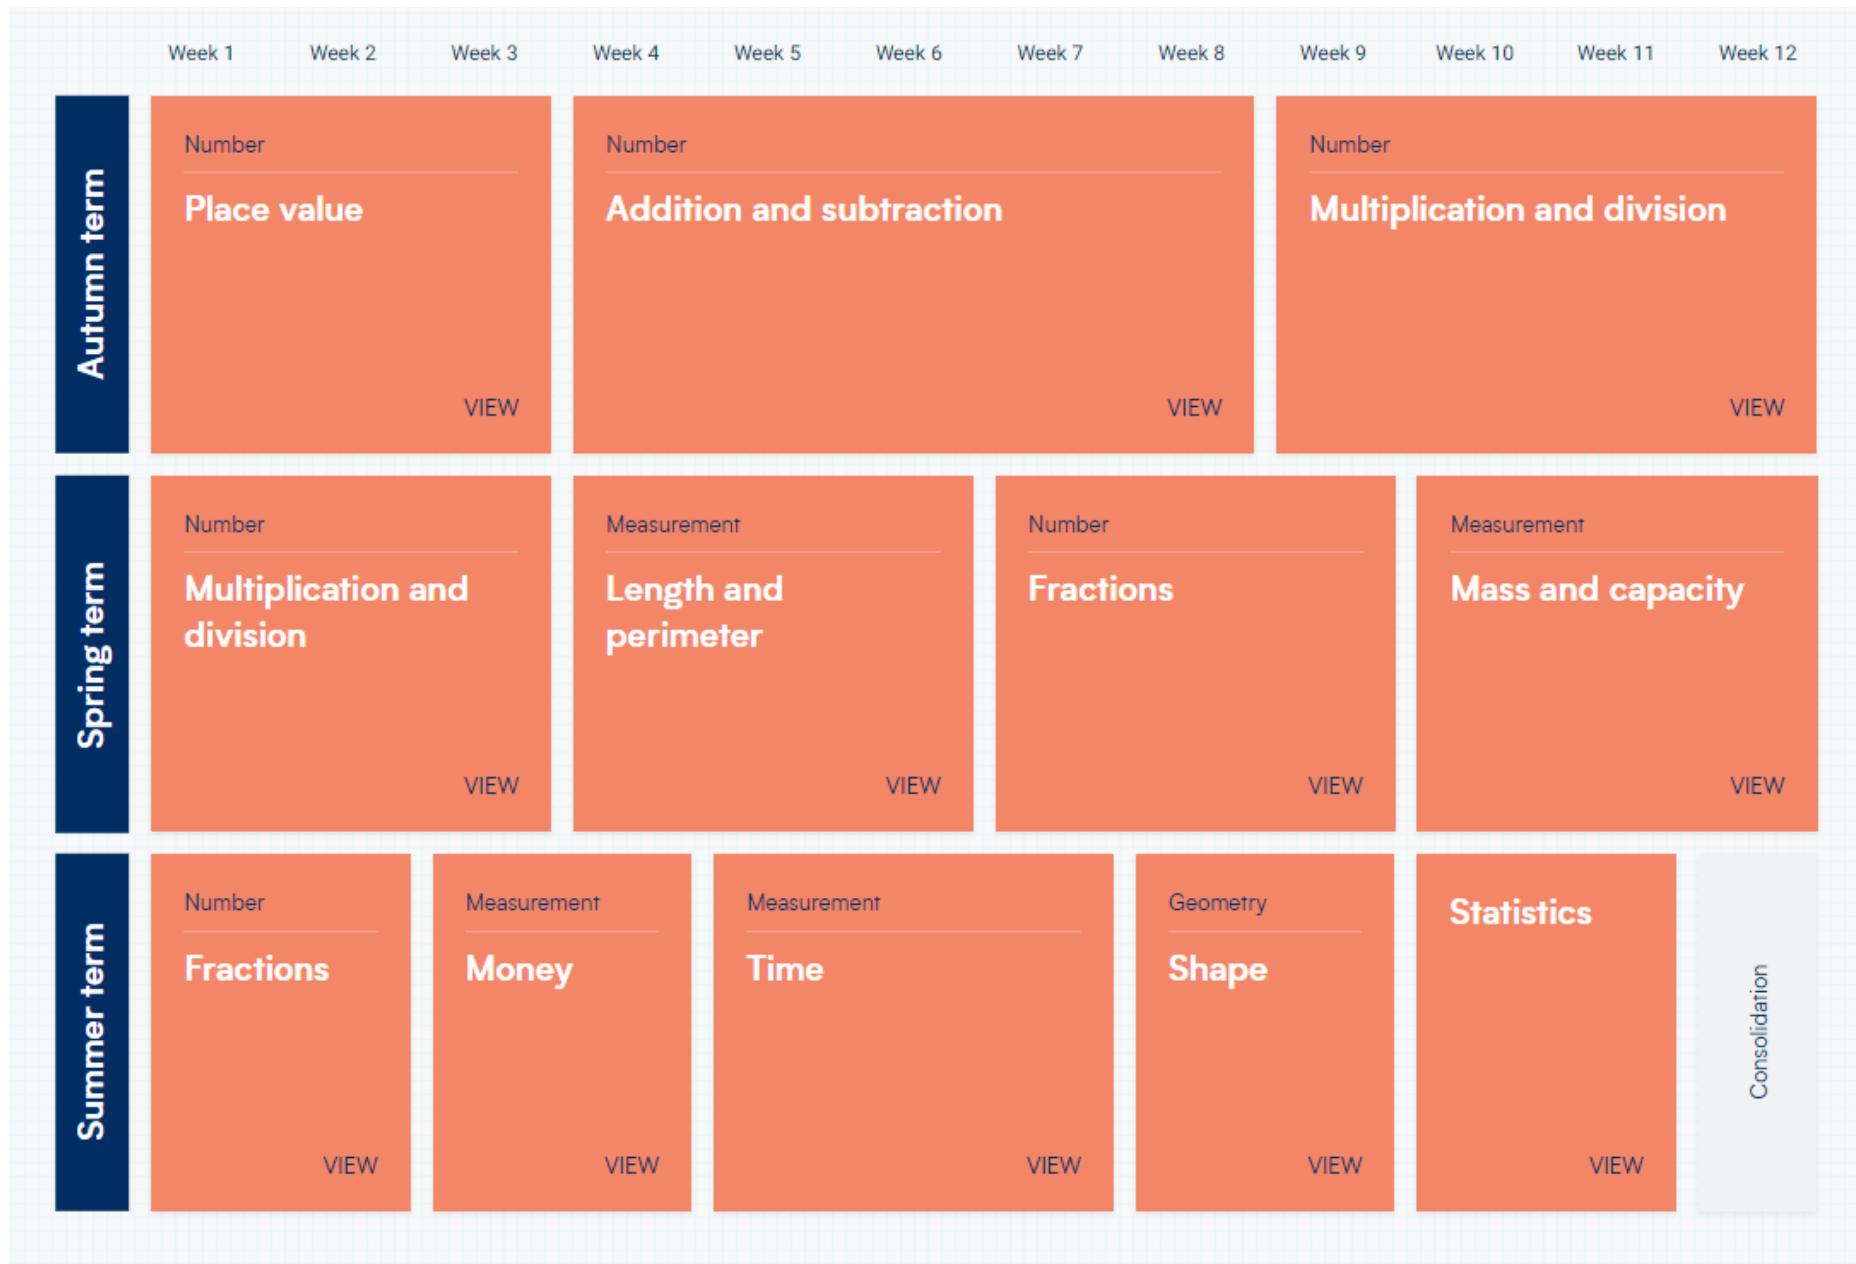 Week 1 Week 2 Week 3 Week 4 Week 5 Week 6 Week 7 Week 8 Week 9 Week 10 Week 11 Week 12
Autumn term
Number
Place value
VIEW
Number
Addition and subtraction
VIEW
Number
Multiplication and division
VIEW
Spring term
Number
Multiplication and
division
VIEW
Measurement
Length and
perimeter
VIEW
Number
Fractions
VIEW
Measurement
Mass and capacity
VIEW
Summer term
Number
Fractions
VIEW
Measurement
Money
VIEW
Measurement
Time
VIEW
Geometry
Shape
VIEW
Statistics
VIEW
Consolidation